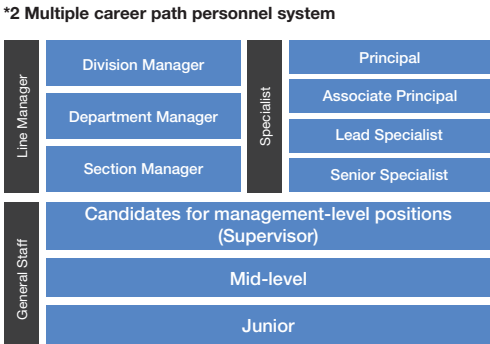 *2 Multiple career path personnel system
Line Manager
Division Manager
Department Manager
Section Manager
Specialist
Principal
Associate Principal
Lead Specialist
Senior Specialist
General Staff
Candidates for management-level positions
(Supervisor)
Mid-level
Junior